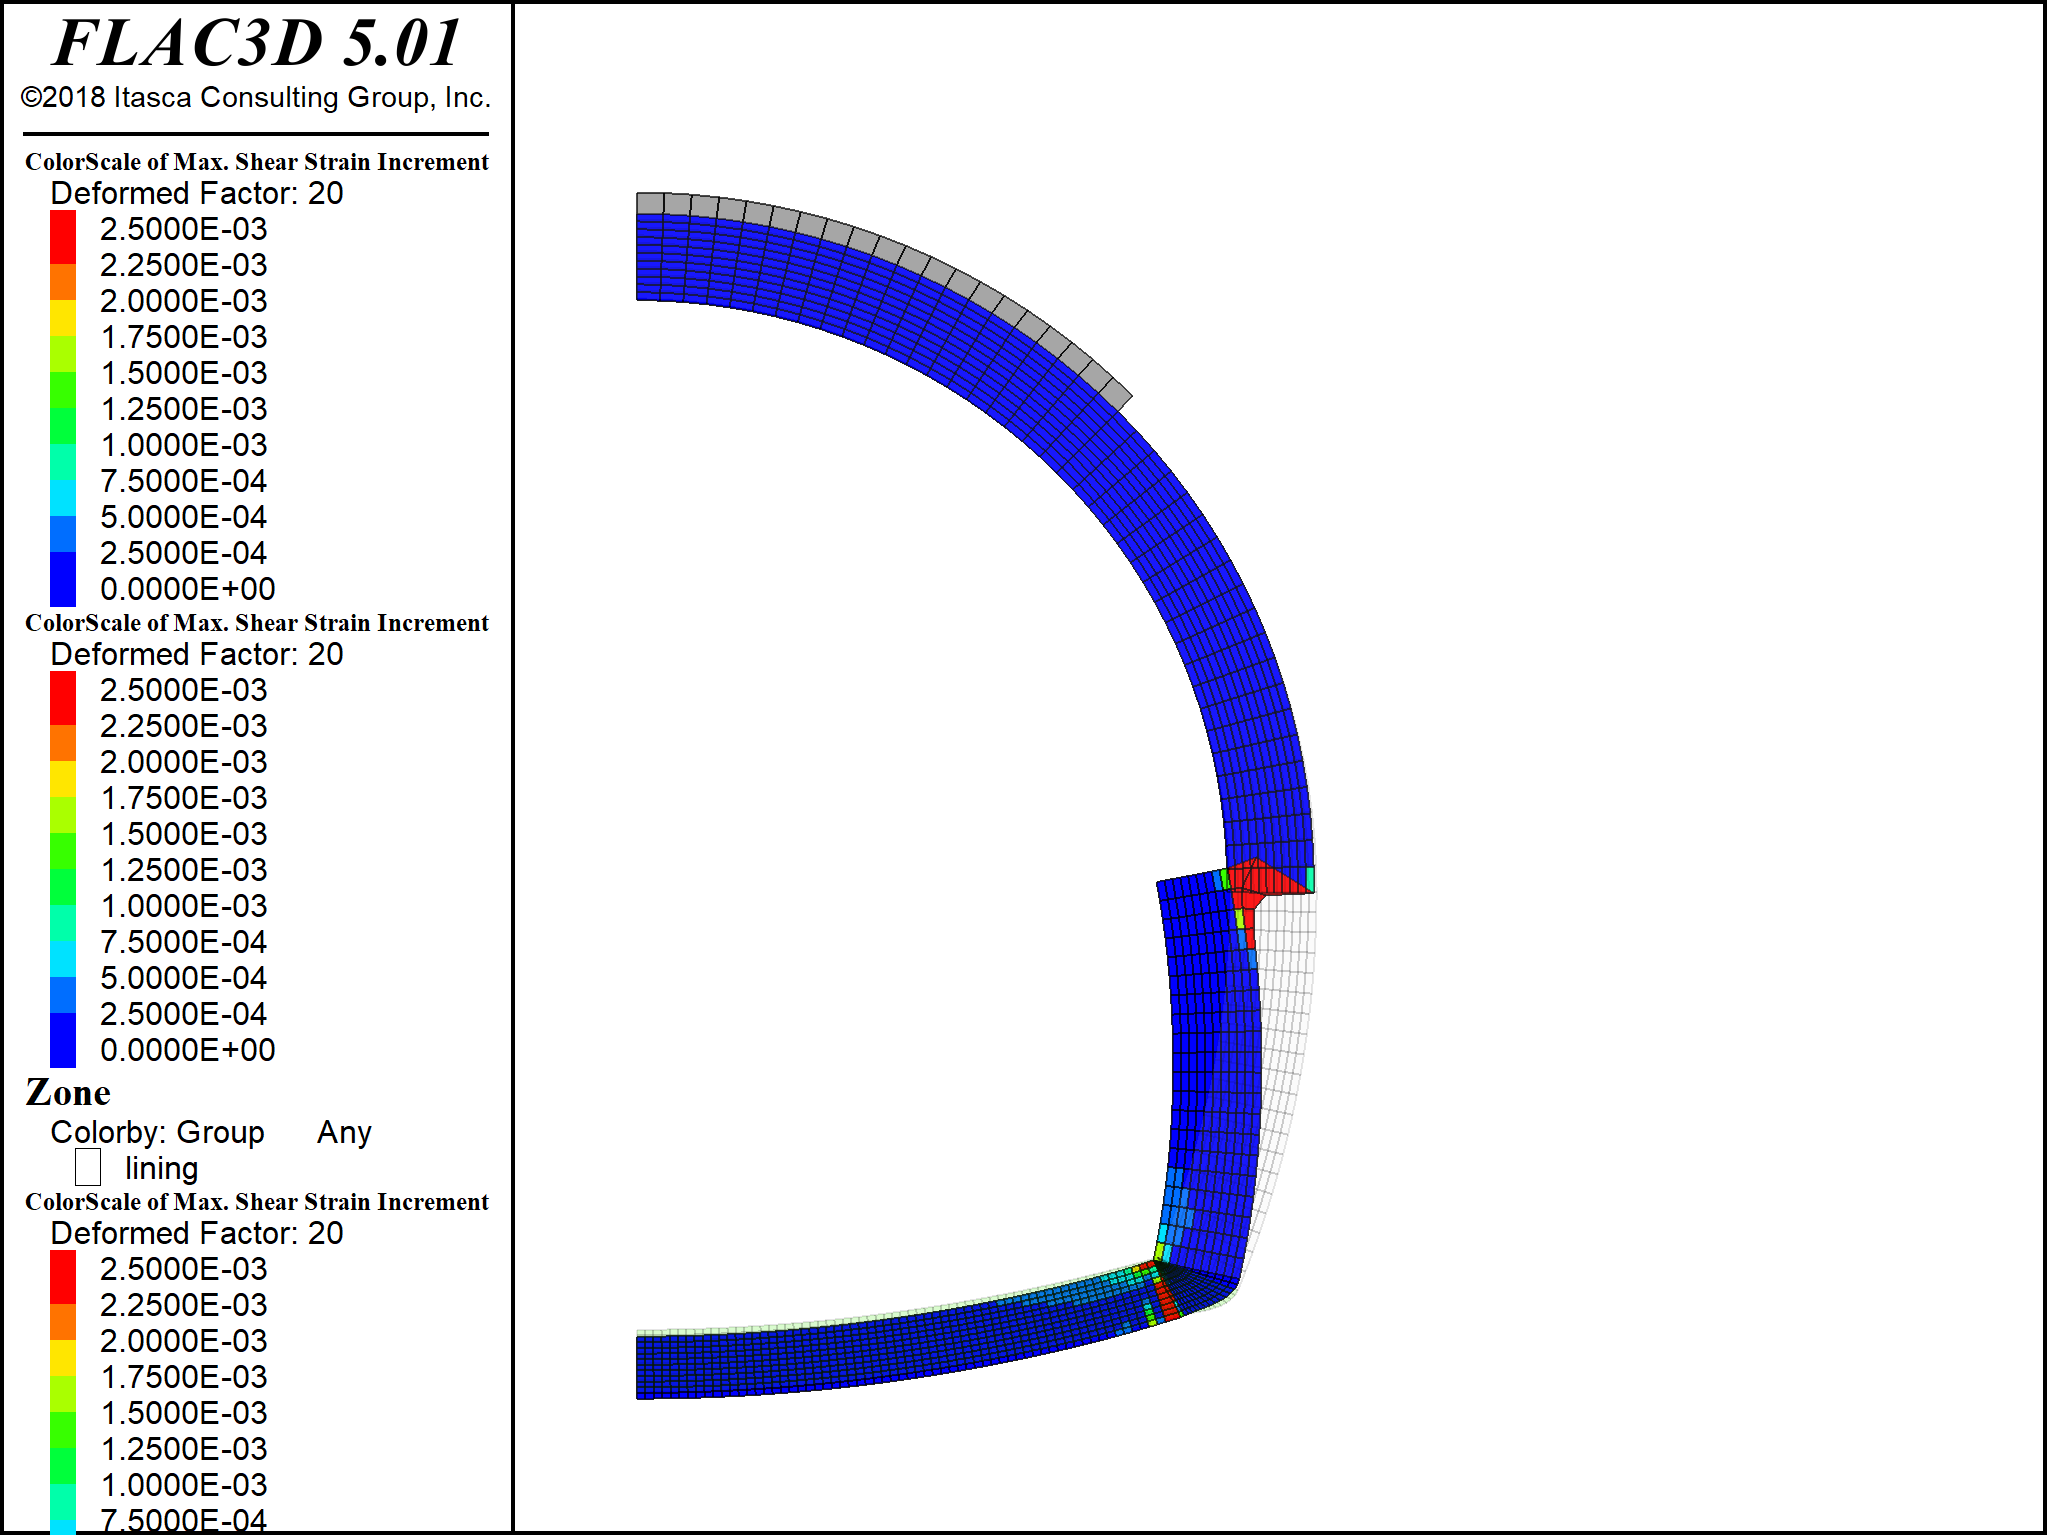 FLAC3D 5.01
©2018 Itasca Consulting Group, Inc.
ColorScale of Max. Shear Strain Increment
Deformed Factor: 20
2.5000E-03
2.2500E-03
2.0000E-03
1.7500E-03
1.5000E-03
1.2500E-03
1.0000E-03
7.5000E-04
5.0000E-04
2.5000E-04
0.0000E+00
ColorScale of Max. Shear Strain Increment
Deformed Factor: 20
2.5000E-03
2.2500E-03
2.0000E-03
1.7500E-03
1.5000E-03
1.2500E-03
1.0000E-03
7.5000E-04
5.0000E-04
2.5000E-04
0.0000E+00
Zone
Colorby: Group Any
lining
ColorScale of Max. Shear Strain Increment
Deformed Factor: 20
2.5000E-03
2.2500E-03
2.0000E-03
1.7500E-03
1.5000E-03
1.2500E-03
1.0000E-03
7.5000E-04